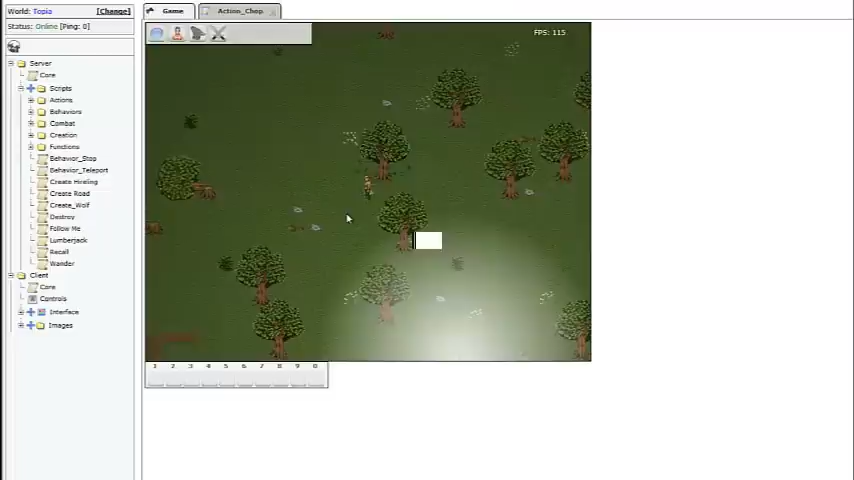 World: Topia [Change]
Status: Online [Ping: 0]
Server
Core
Scripts
Actions
Behaviors
Combat
Creation
Functions
Behavior_Stop
Behavior_Teleport
Create Hireling
Create Road
Create_Wolf
Destroy
Follow Me
Lumberjack
Recall
Wander
Client
Core
Controls
Interface
Images
Game
Action_Chop
FPS: 115
1 2 3 4 5 6 7 8 9 0